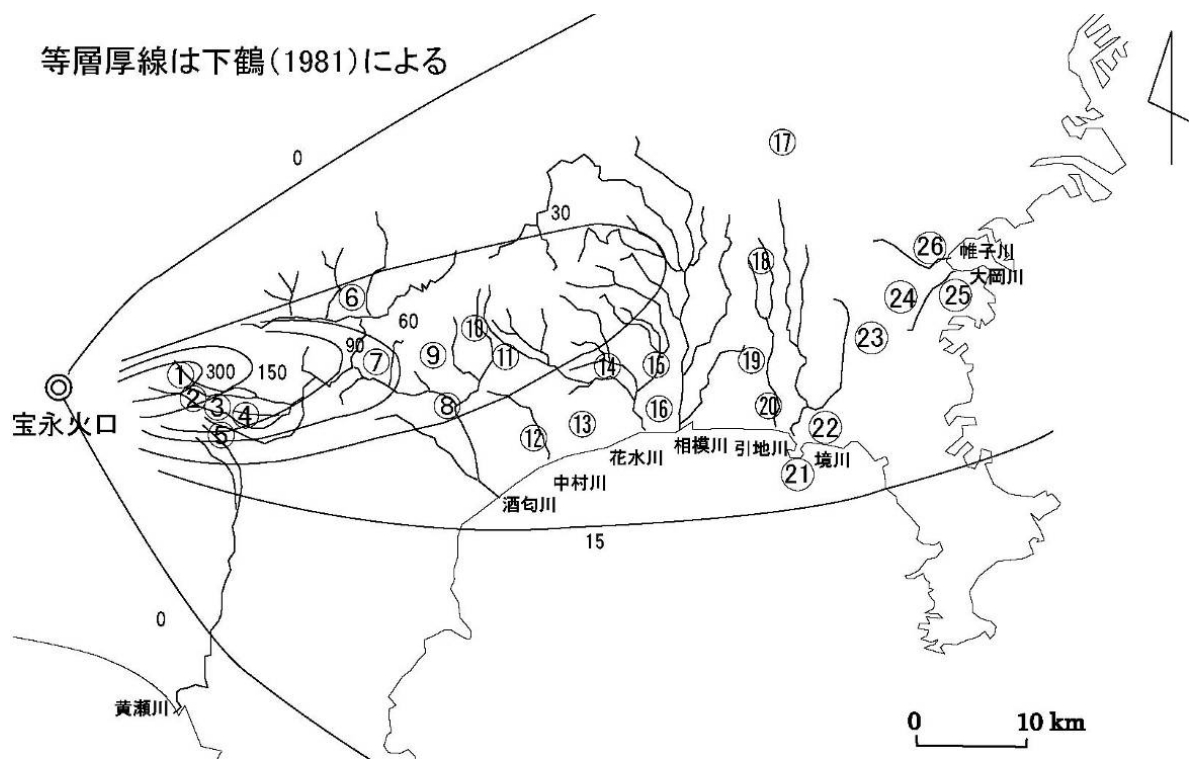 等層厚線は下鶴(1981)による
0
⑰
30
⑱
㉖
帷子川
大岡川
⑥
㉔
㉕
60
⑩
㉓
90
⑦
⑨
⑪
⑭
⑮
⑲
①
300
150
宝永火口
②
③
④
⑤
⑧
⑯
⑳
⑫
⑬
㉒
花水川
相模川
引地川
境川
中村川
㉑
酒匂川
15
0
黄瀬川
0
10 km